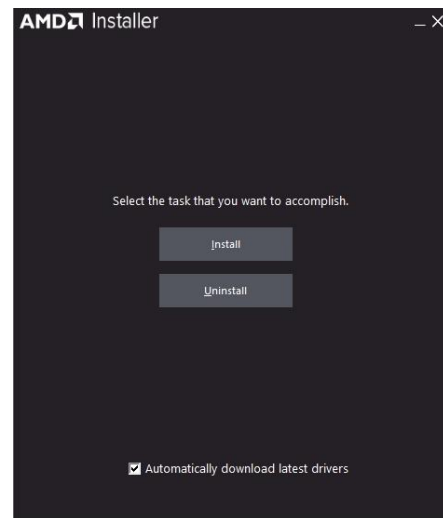 AMD Installer
Select the task that you want to accomplish.
Install
Uninstall
Automatically download latest drivers